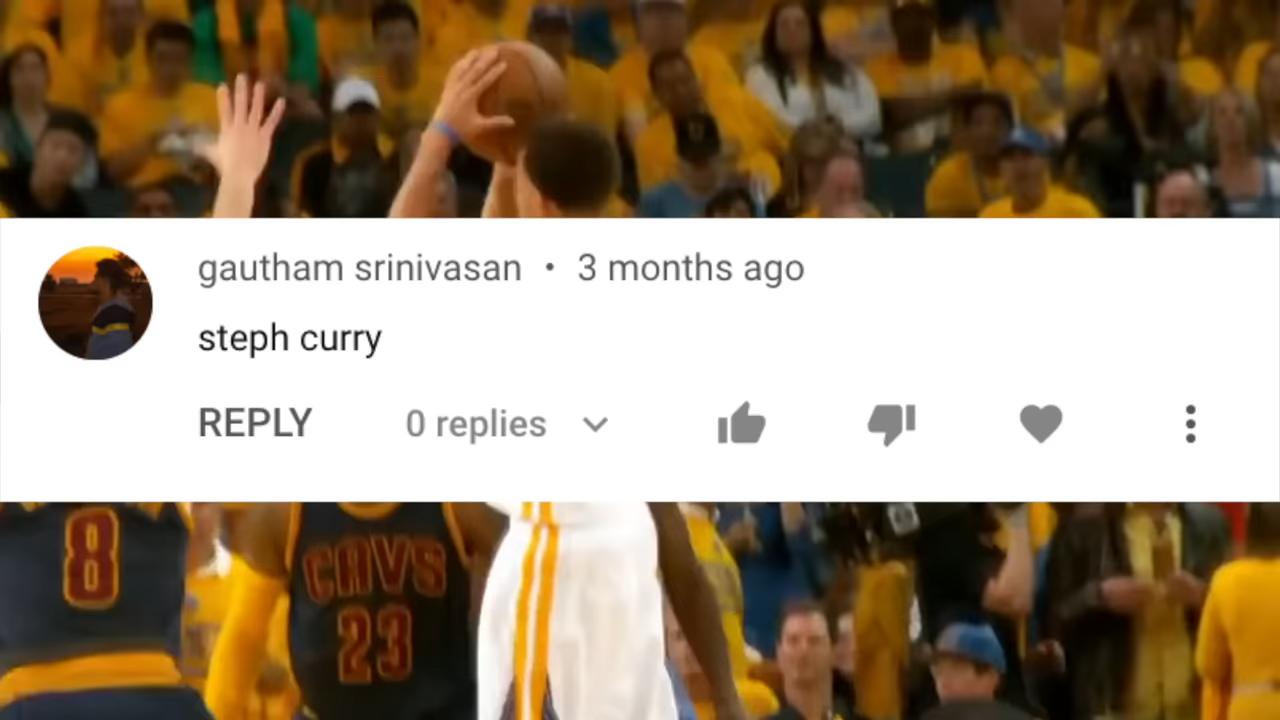 gautham srinivasan • 3 months ago
steph curry
REPLY 0 replies
8
CAVS
23